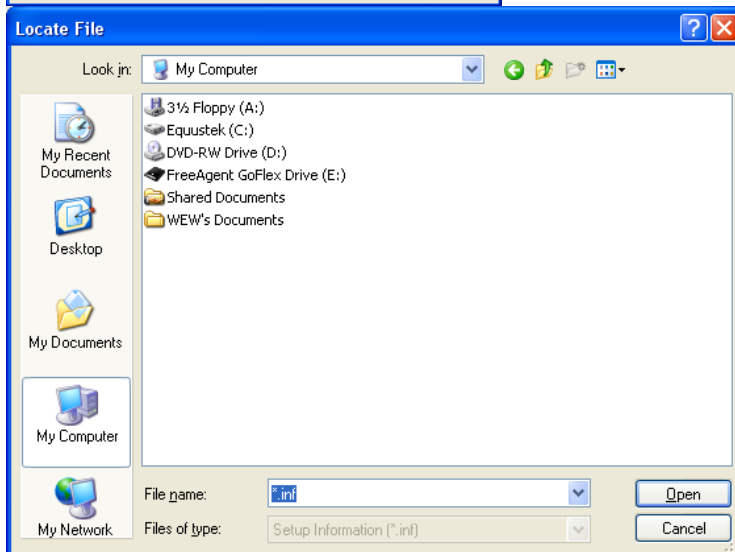 Locate File
Look in:
My Computer
3½ Floppy (A:)
Equustek (C:)
DVD-RW Drive (D:)
FreeAgent GoFlex Drive (E:)
Shared Documents
WEW's Documents
My Recent
Documents
Desktop
My Documents
My Computer
My Network
File name:
*.inf
Open
Files of type:
Setup Information (*.inf)
Cancel